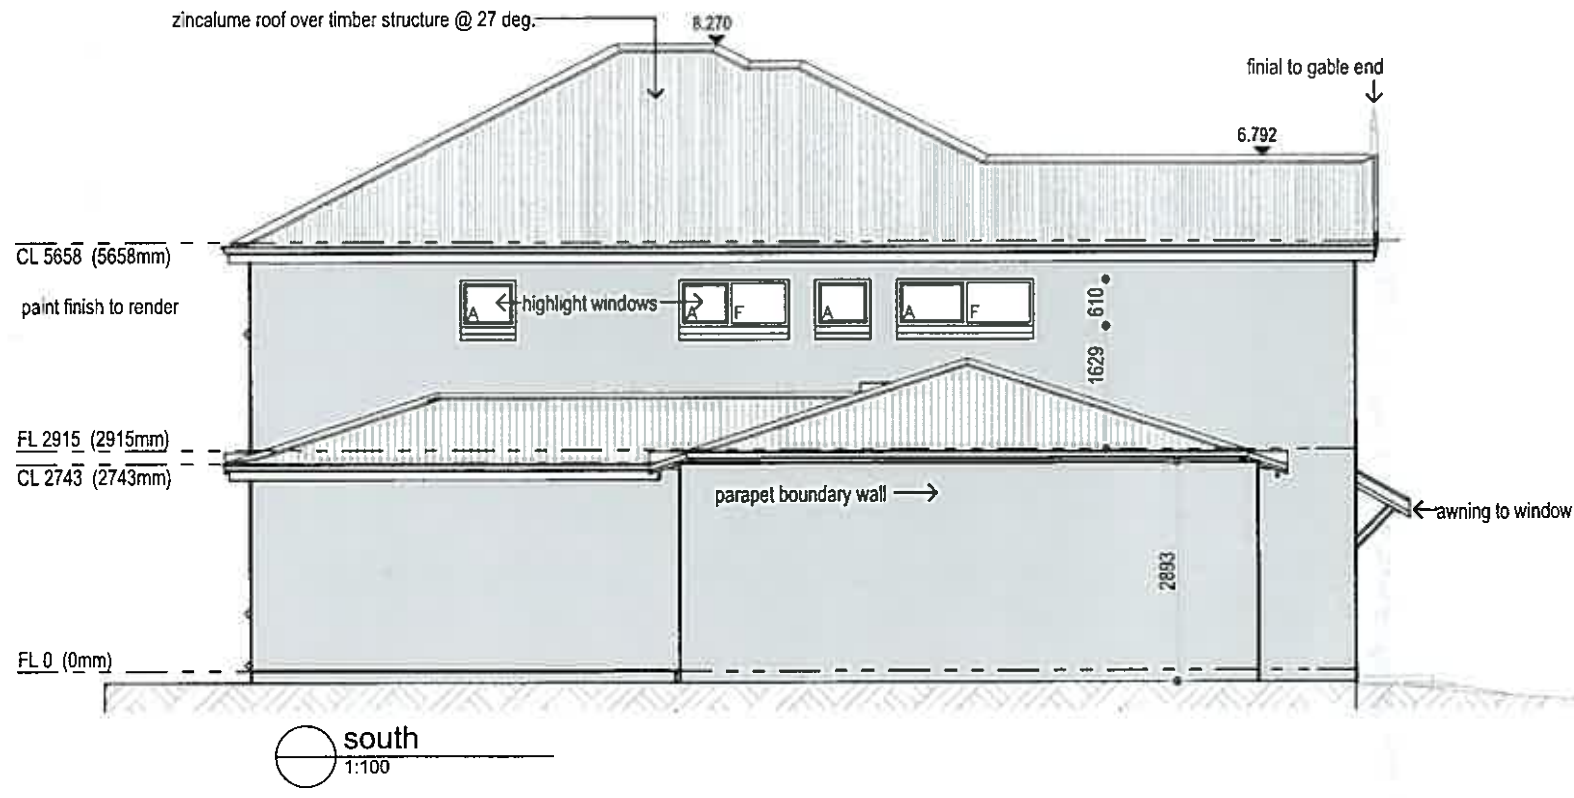 zincalume roof over timber structure @ 27 deg.
8.270
finial to gable end
6.792
CL 5658 (5658mm)
paint finish to render
A
highlight windows
A F
A
A F
610
1629
FL 2915 (2915mm)
CL 2743 (2743mm)
parapet boundary wall
awning to window
2893
FL 0 (0mm)
south
1:100